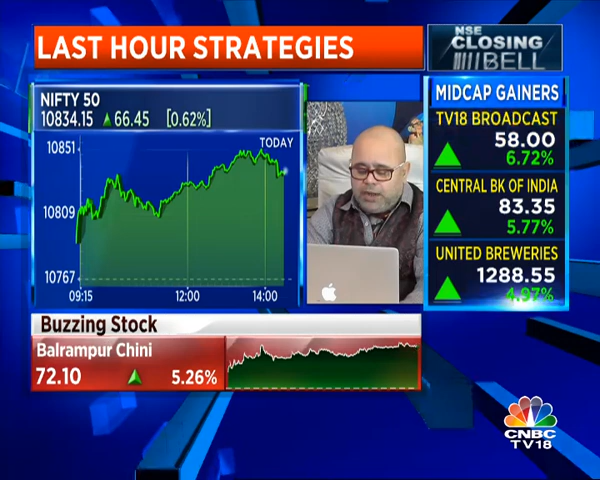 LAST HOUR STRATEGIES
NSE
CLOSING
BELL
NIFTY 50
10834.15 66.45 [0.62%]
TODAY
10851
10809
10767
09:15 12:00 14:00
MIDCAP GAINERS
TV18 BROADCAST
58.00
6.72%
CENTRAL BK OF INDIA
83.35
5.77%
UNITED BREWERIES
1288.55
4.97%
Buzzing Stock
Balrampur Chini
72.10 5.26%
CNBC
TV18